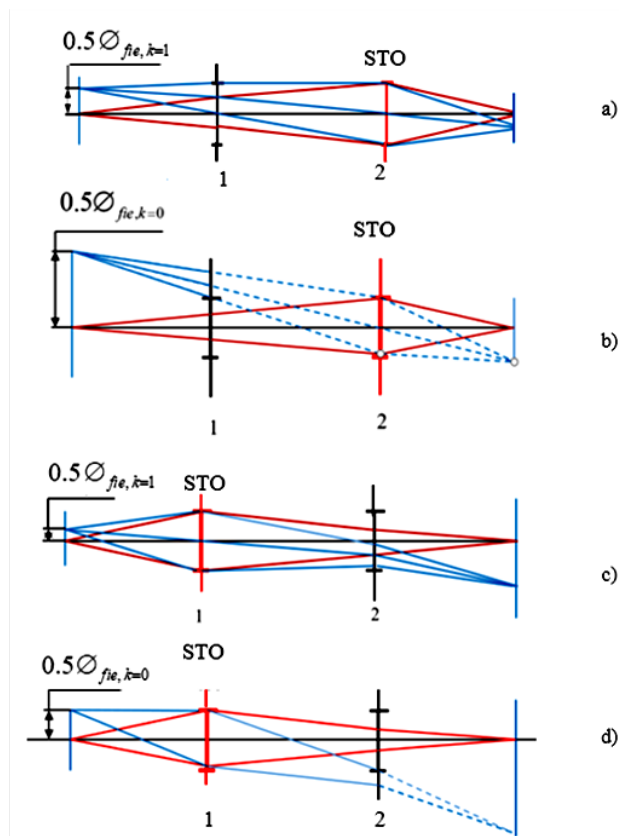 0.5∅fie, k=1
STO
a)
1
2
0.5∅fie,k=0
STO
b)
1
2
0.5∅fie, k=1
STO
c)
1
2
STO
0.5∅fie, k=0
d)
1
2